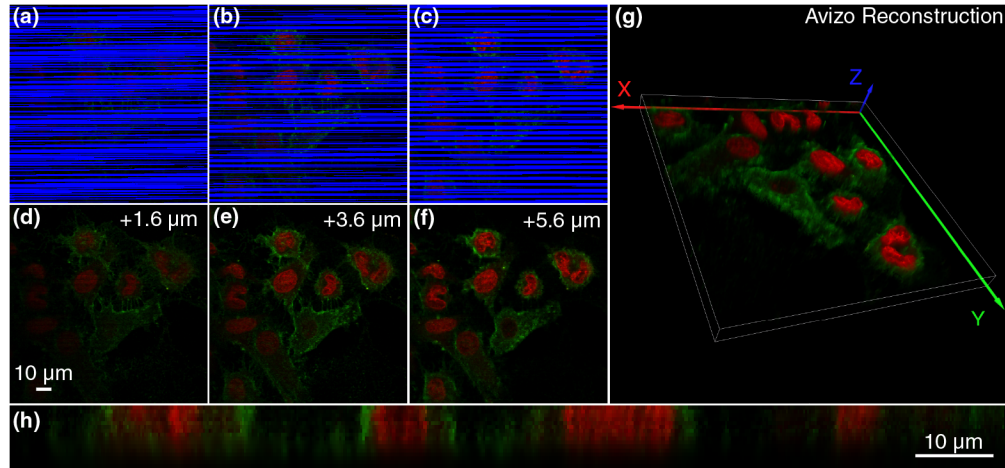 (a)
(b)
(c)
(g)
Avizo Reconstruction
X
Z
Y
(d)
+1.6 µm
(e)
+3.6 µm
(f)
+5.6 µm
10 µm
(h)
10 µm